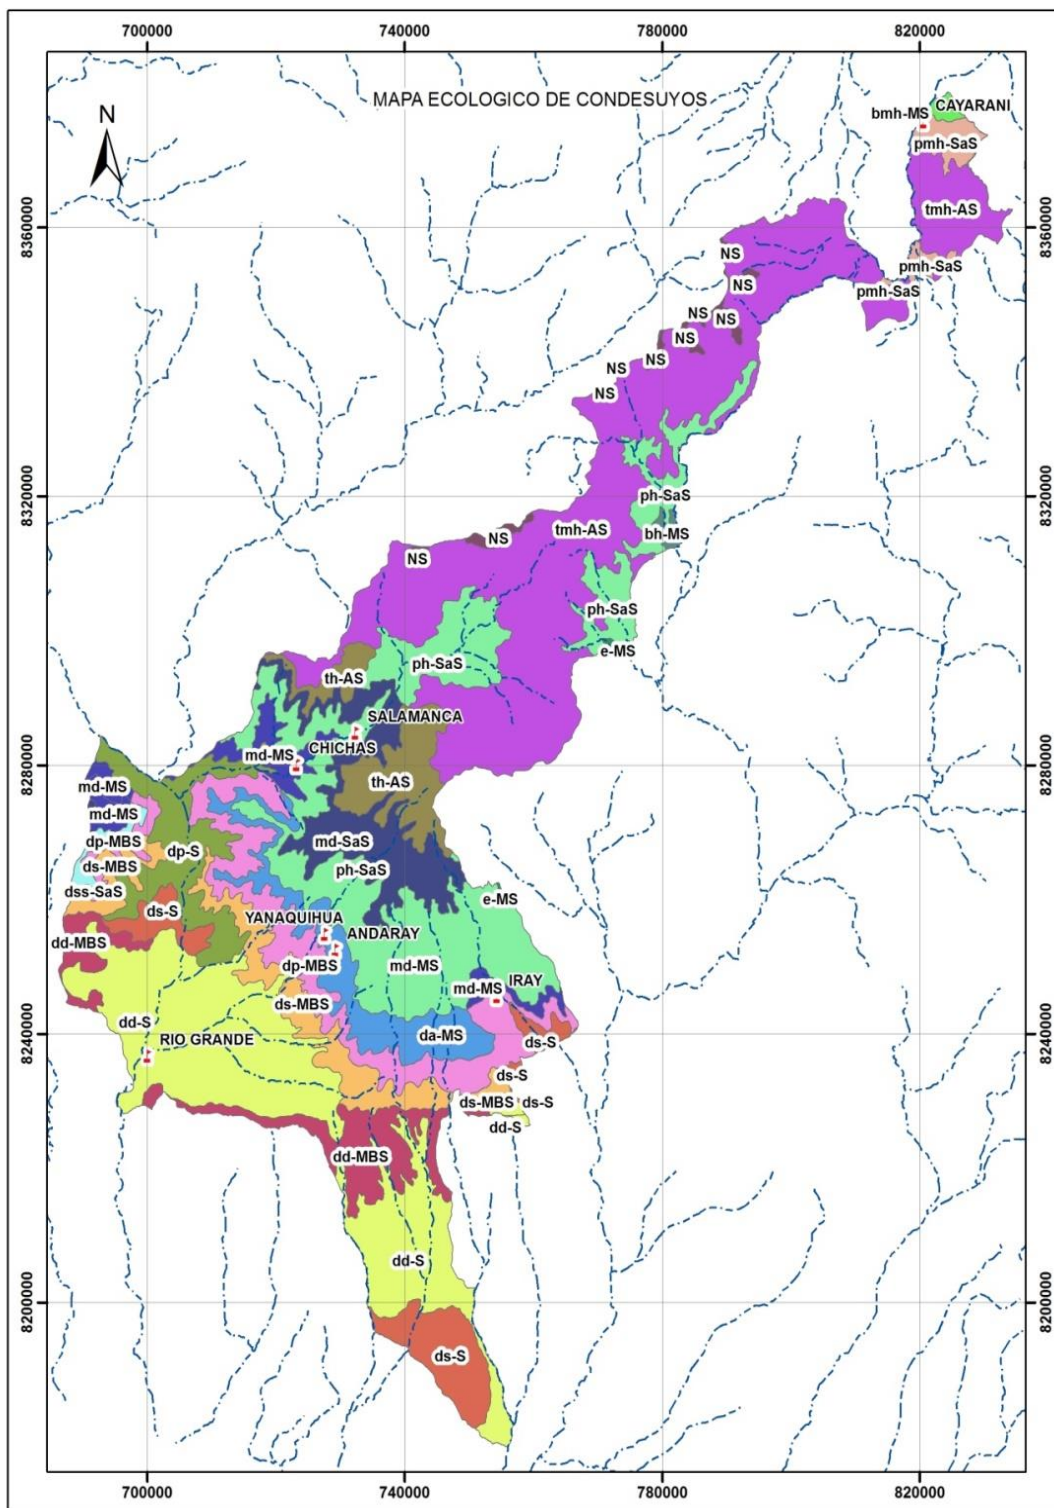 700000 740000 780000 820000
MAPA ECOLOGICO DE CONDESUYOS
N
bmh-MS
CAYARANI
pmh-SaS
tmh-AS
8360000
8360000
NS
pmh-SaS
NS
pmh-SaS
NS
NS
NS
NS
NS
NS
8320000
8320000
ph-SaS
tmh-AS
bh-MS
NS
NS
ph-SaS
e-MS
ph-SaS
th-AS
SALAMANCA
md-MS
CHICHAS
8280000
8280000
th-AS
md-MS
md-MS
dp-MBS
dp-S
md-SaS
ds-MBS
ph-SaS
dss-SaS
e-MS
ds-S
YANAQUIHUA
ANDARAY
dd-MBS
dp-MBS
md-MS
IRAY
md-MS
ds-MBS
dd-S
da-MS
8240000
8240000
RIO GRANDE
ds-S
ds-S
ds-MBS
ds-S
dd-S
dd-MBS
dd-S
8200000
8200000
ds-S
700000 740000 780000 820000